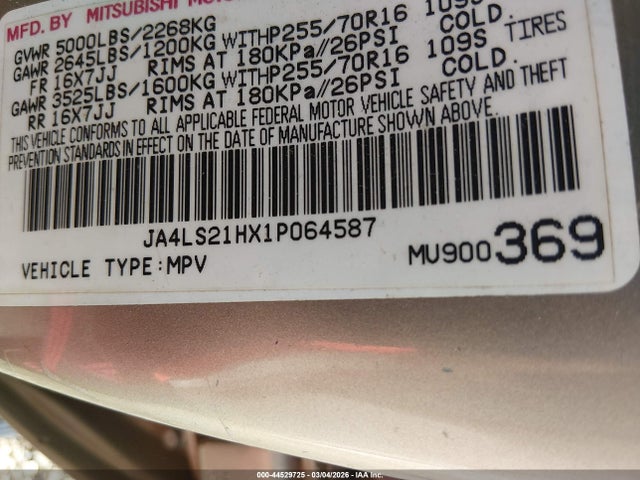 MFD. BY MITSUBISHI MOTOR
GVWR 5000LBS/2268KG
GAWR 2645LBS/1200KG WITHP255/70R16 109S TIRES
FR 16X7JJ RIMS AT 180KPa//26PSI COLD.
GAWR 3525LBS/1600KG WITHP255/70R16 109S
RR 16X7JJ RIMS AT 180KPa//26PSI COLD.
THIS VEHICLE CONFORMS TO ALL APPLICABLE FEDERAL MOTOR VEHICLE SAFETY AND THEFT
PREVENTION STANDARDS IN EFFECT ON THE DATE OF MANUFACTURE SHOWN ABOVE.
JA4LS21HX1P064587
VEHICLE TYPE:MPV MU900369
000-44529725 - 03/04/2026 - IAA Inc.